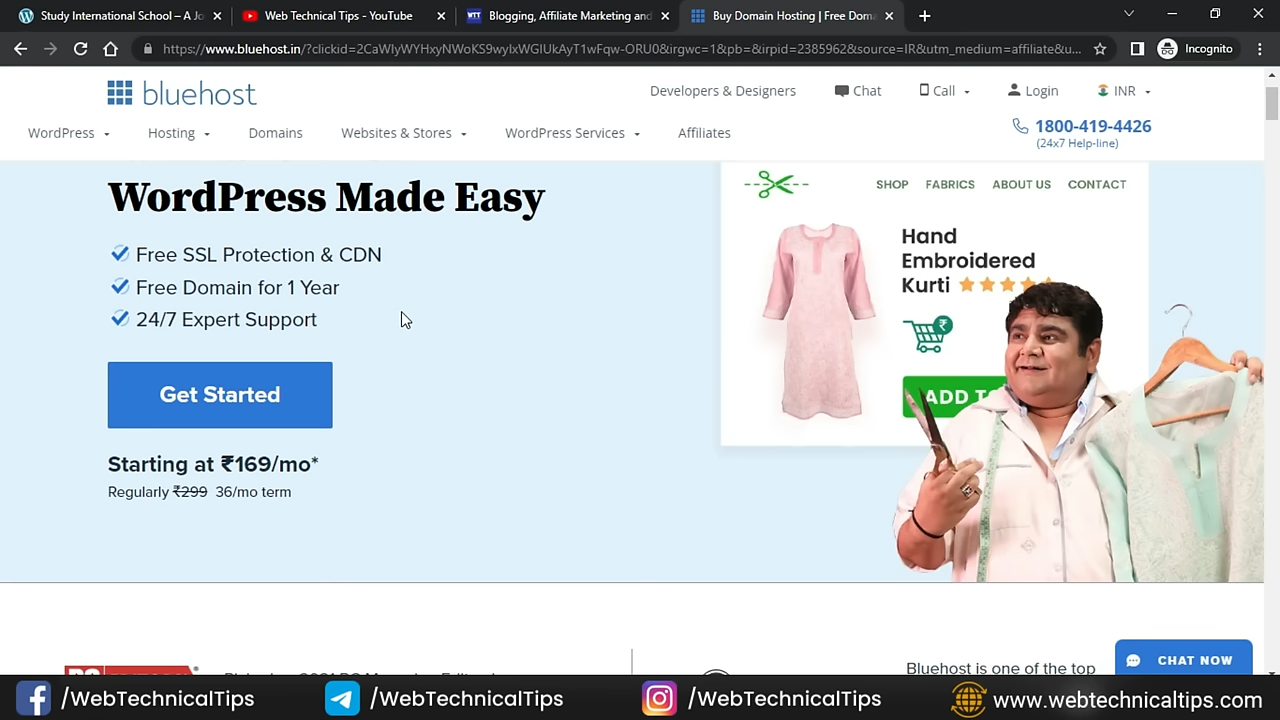 Study International School – A Jo
Web Technical Tips - YouTube
WTT
Blogging, Affiliate Marketing and
Buy Domain Hosting | Free Dom
https://www.bluehost.in/?clickid=2CaWIyWYHxyNWoKS9wyIxWGIUkAyT1wFqw-ORU0&irgwc=1&pb=&irpid=2385962&source=IR&utm_medium=affiliate&u...
Incognito
bluehost
Developers & Designers
Chat
Call
Login
INR
WordPress
Hosting
Domains
Websites & Stores
WordPress Services
Affiliates
1800-419-4426
(24x7 Help-line)
WordPress Made Easy
Free SSL Protection & CDN
Free Domain for 1 Year
24/7 Expert Support
Get Started
Starting at ₹169/mo*
Regularly ₹299 36/mo term
SHOP FABRICS ABOUT US CONTACT
Hand
Embroidered
Kurti
₹
ADD
Bluehost is one of the top
CHAT NOW
/WebTechnicalTips
/WebTechnicalTips
/WebTechnicalTips
www.webtechnicaltips.com